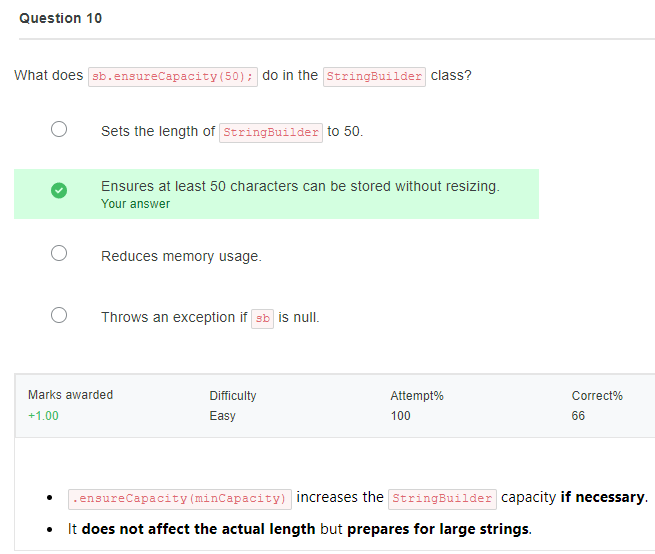 Question 10
What does sb.ensureCapacity(50); do in the StringBuilder class?
Sets the length of StringBuilder to 50.
Ensures at least 50 characters can be stored without resizing.
Your answer
Reduces memory usage.
Throws an exception if sb is null.
Marks awarded Difficulty Attempt% Correct%
+1.00 Easy 100 66
.ensureCapacity(minCapacity) increases the StringBuilder capacity if necessary.
It does not affect the actual length but prepares for large strings.